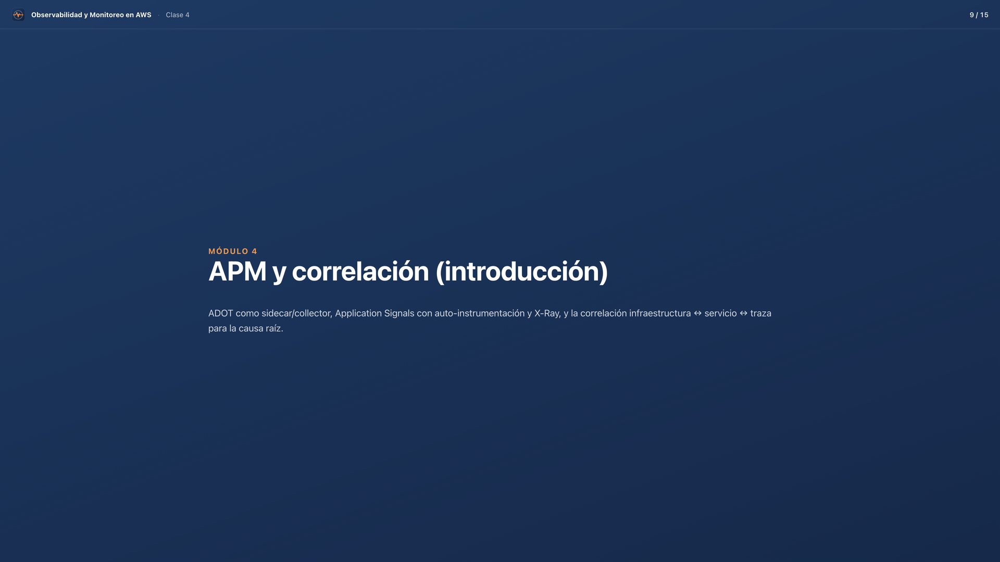 Observabilidad y Monitoreo en AWS · Clase 4
9 / 15
MÓDULO 4
APM y correlación (introducción)
ADOT como sidecar/collector, Application Signals con auto-instrumentación y X-Ray, y la correlación infraestructura ↔ servicio ↔ traza
para la causa raíz.